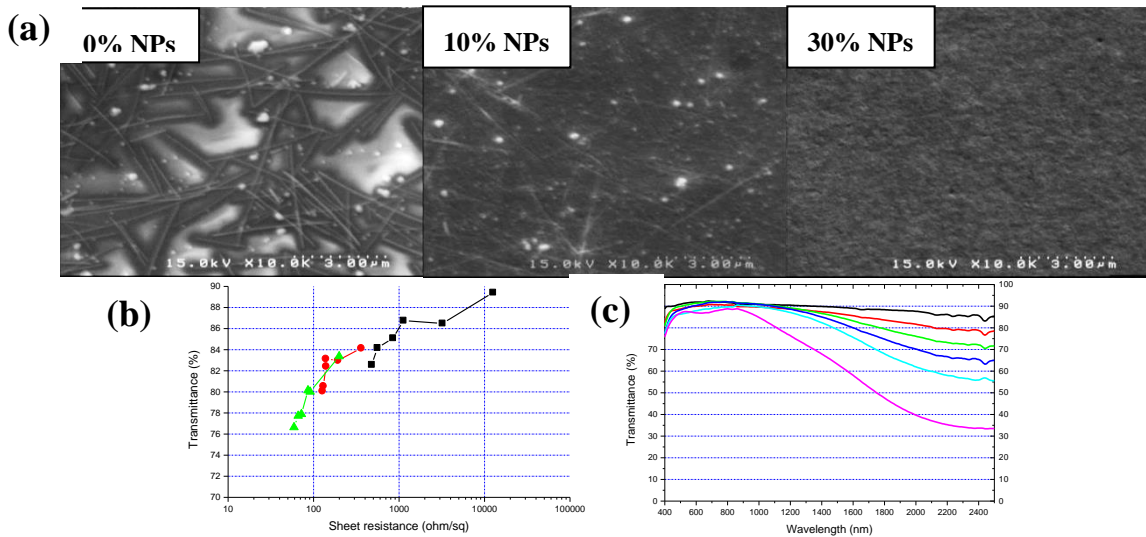 (a)
0% NPs
10% NPs
30% NPs
15.0kV X10.0K 3.00µm
15.0kV X10.0K 3.00µm
15.0kV X10.0K 3.00µm
(b)
90
88
86
84
82
80
78
76
74
72
70
10 100 1000 10000 100000
Transmittance (%)
Sheet resistance (ohm/sq)
(c)
100
90
80
70
60
50
40
30
20
10
0
70
60
50
40
30
20
10
0
400 600 800 1000 1200 1400 1600 1800 2000 2200 2400
Transmittance (%)
Wavelength (nm)